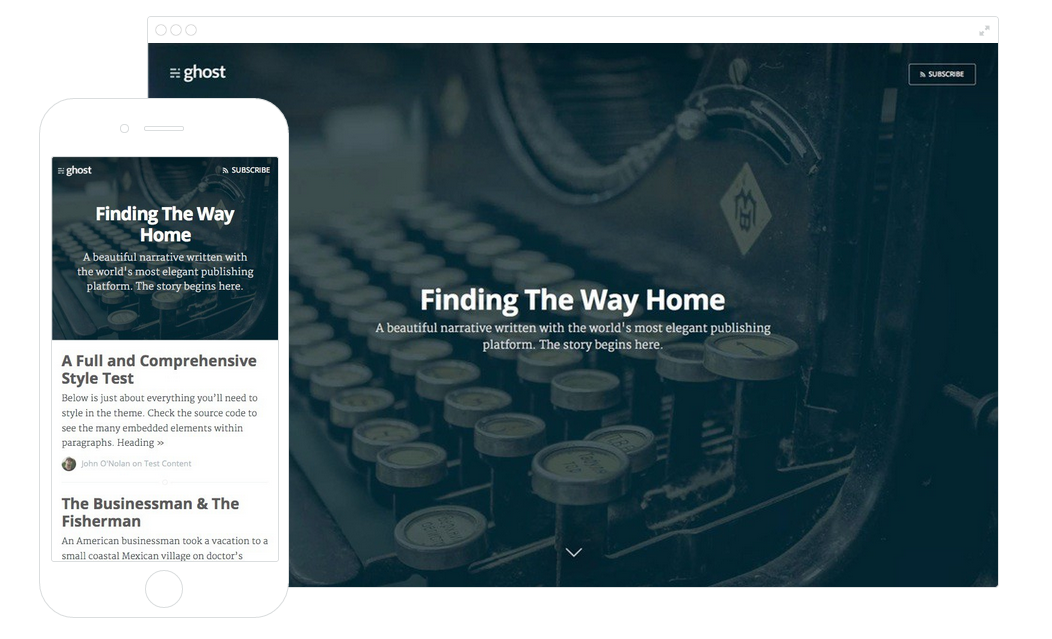 ghost
SUBSCRIBE
Finding The Way Home
A beautiful narrative written with the world's most elegant publishing
platform. The story begins here.
ghost
SUBSCRIBE
Finding The Way
Home
A beautiful narrative written with
the world's most elegant publishing
platform. The story begins here.
A Full and Comprehensive
Style Test
Below is just about everything you’ll need to
style in the theme. Check the source code to
see the many embedded elements within
paragraphs. Heading »
John O'Nolan on Test Content
The Businessman & The
Fisherman
An American businessman took a vacation to a
small coastal Mexican village on doctor’s